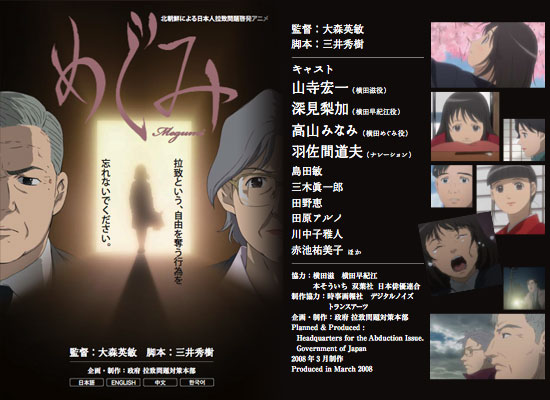 北朝鮮による日本人拉致問題啓発アニメ
めぐみ
Megumi
拉致という、自由を奪う行為を
忘れないでください。
監督：大森英敏 脚本：三井秀樹
企画・制作：政府 拉致問題対策本部
日本語 ENGLISH 中文 한국어
監督：大森英敏
脚本：三井秀樹
キャスト
山寺宏一（横田滋役）
深見梨加（横田早紀江役）
高山みなみ（横田めぐみ役）
羽佐間道夫（ナレーション）
島田敏
三木眞一郎
田野恵
田原アルノ
川中子雅人
赤池祐美子 ほか
協力：横田滋 横田早紀江
本そういち 双葉社 日本俳優連合
制作協力：時事画報社 デジタルノイズ
トランスアーツ
企画・制作：政府 拉致問題対策本部
Planned & Produced :
Headquarters for the Abduction Issue,
Government of Japan
2008年3月制作
Produced in March 2008